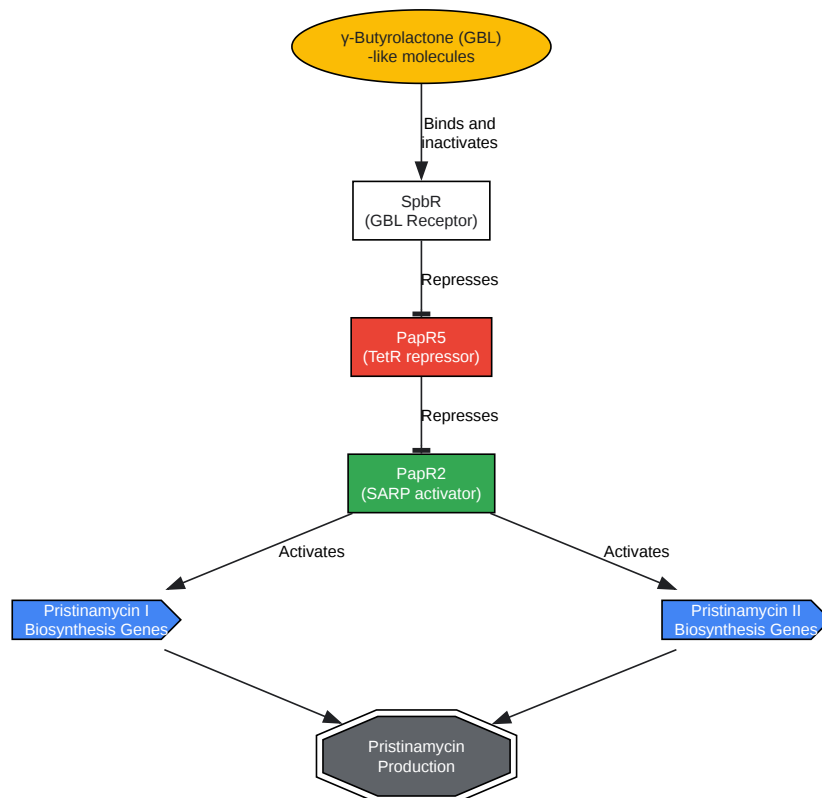 γ-Butyrolactone (GBL)
-like molecules
Binds and
inactivates
SpbR
(GBL Receptor)
Represses
PapR5
(TetR repressor)
Represses
PapR2
(SARP activator)
Activates
Activates
Pristinamycin I
Biosynthesis Genes
Pristinamycin II
Biosynthesis Genes
Pristinamycin
Production